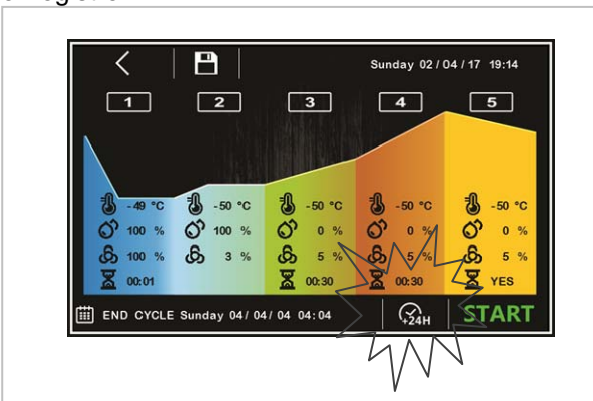 Sunday 02 / 04 / 17 19:14
1 2 3 4 5
-49 °C -50 °C -50 °C -50 °C -50 °C
100 % 100 % 0 % 0 % 0 %
100 % 3 % 5 % 5 % 5 %
00:01 00:30 00:30 YES
END CYCLE Sunday 04 / 04 / 04 04:04 +24H START